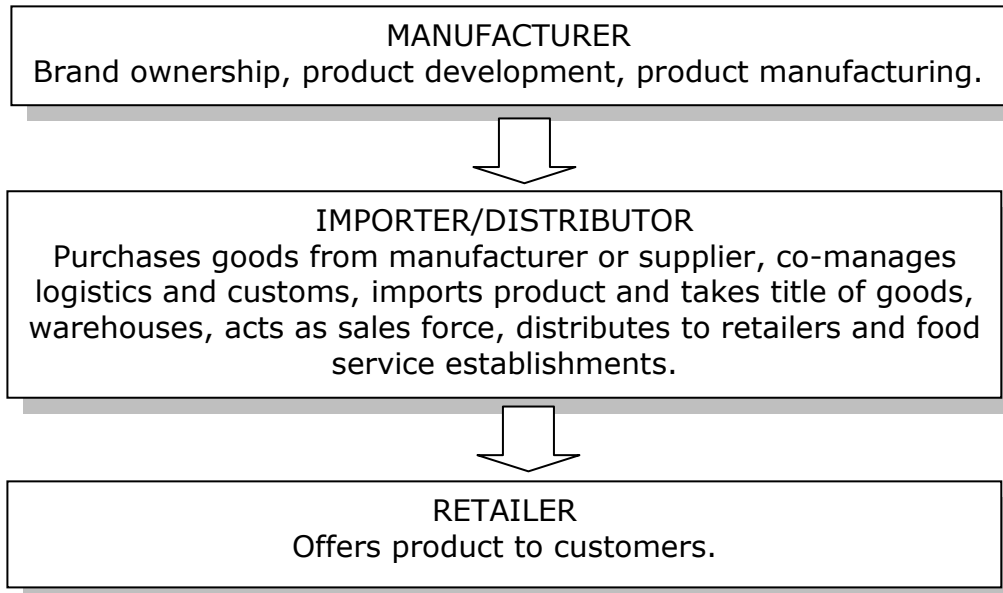 MANUFACTURER
Brand ownership, product development, product manufacturing.
IMPORTER/DISTRIBUTOR
Purchases goods from manufacturer or supplier, co-manages
logistics and customs, imports product and takes title of goods,
warehouses, acts as sales force, distributes to retailers and food
service establishments.
RETAILER
Offers product to customers.